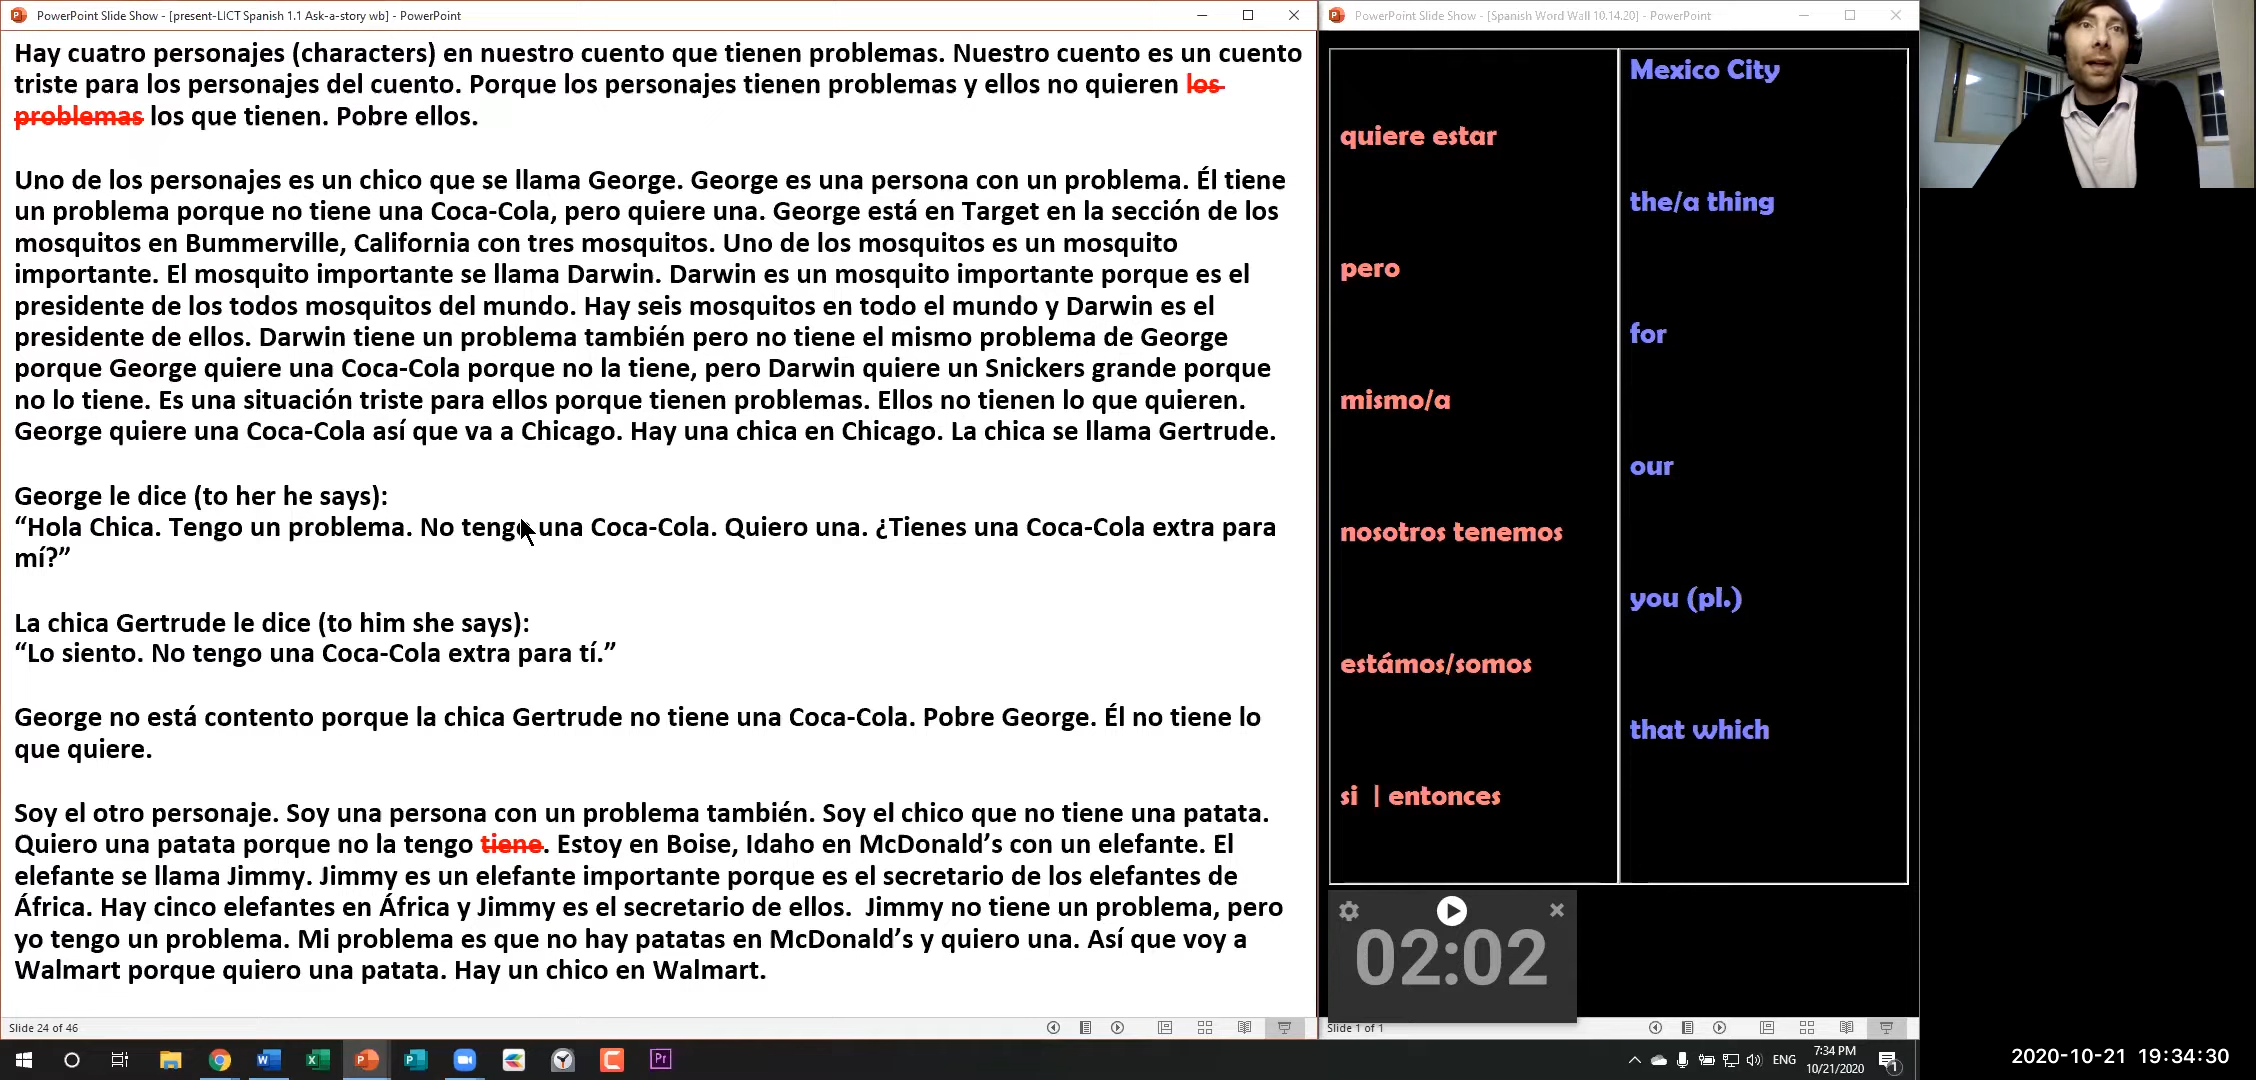 PowerPoint Slide Show - [present-LICT Spanish 1.1 Ask-a-story wb] - PowerPoint
Hay cuatro personajes (characters) en nuestro cuento que tienen problemas. Nuestro cuento es un cuento
triste para los personajes del cuento. Porque los personajes tienen problemas y ellos no quieren los
problemas los que tienen. Pobre ellos.
Uno de los personajes es un chico que se llama George. George es una persona con un problema. Él tiene
un problema porque no tiene una Coca-Cola, pero quiere una. George está en Target en la sección de los
mosquitos en Bummerville, California con tres mosquitos. Uno de los mosquitos es un mosquito
importante. El mosquito importante se llama Darwin. Darwin es un mosquito importante porque es el
presidente de los todos mosquitos del mundo. Hay seis mosquitos en todo el mundo y Darwin es el
presidente de ellos. Darwin tiene un problema también pero no tiene el mismo problema de George
porque George quiere una Coca-Cola porque no la tiene, pero Darwin quiere un Snickers grande porque
no lo tiene. Es una situación triste para ellos porque tienen problemas. Ellos no tienen lo que quieren.
George quiere una Coca-Cola así que va a Chicago. Hay una chica en Chicago. La chica se llama Gertrude.
George le dice (to her he says):
“Hola Chica. Tengo un problema. No tengo una Coca-Cola. Quiero una. ¿Tienes una Coca-Cola extra para
mí?”
La chica Gertrude le dice (to him she says):
“Lo siento. No tengo una Coca-Cola extra para tí.”
George no está contento porque la chica Gertrude no tiene una Coca-Cola. Pobre George. Él no tiene lo
que quiere.
Soy el otro personaje. Soy una persona con un problema también. Soy el chico que no tiene una patata.
Quiero una patata porque no la tengo tiene. Estoy en Boise, Idaho en McDonald’s con un elefante. El
elefante se llama Jimmy. Jimmy es un elefante importante porque es el secretario de los elefantes de
África. Hay cinco elefantes en África y Jimmy es el secretario de ellos. Jimmy no tiene un problema, pero
yo tengo un problema. Mi problema es que no hay patatas en McDonald’s y quiero una. Así que voy a
Walmart porque quiero una patata. Hay un chico en Walmart.
Slide 24 of 46
PowerPoint Slide Show - [Spanish Word Wall 10.14.20] - PowerPoint
quiere estar
pero
mismo/a
nosotros tenemos
estámos/somos
si | entonces
Mexico City
the/a thing
for
our
you (pl.)
that which
02:02
Slide 1 of 1
ENG
7:34 PM
10/21/2020
1
2020-10-21 19:34:30